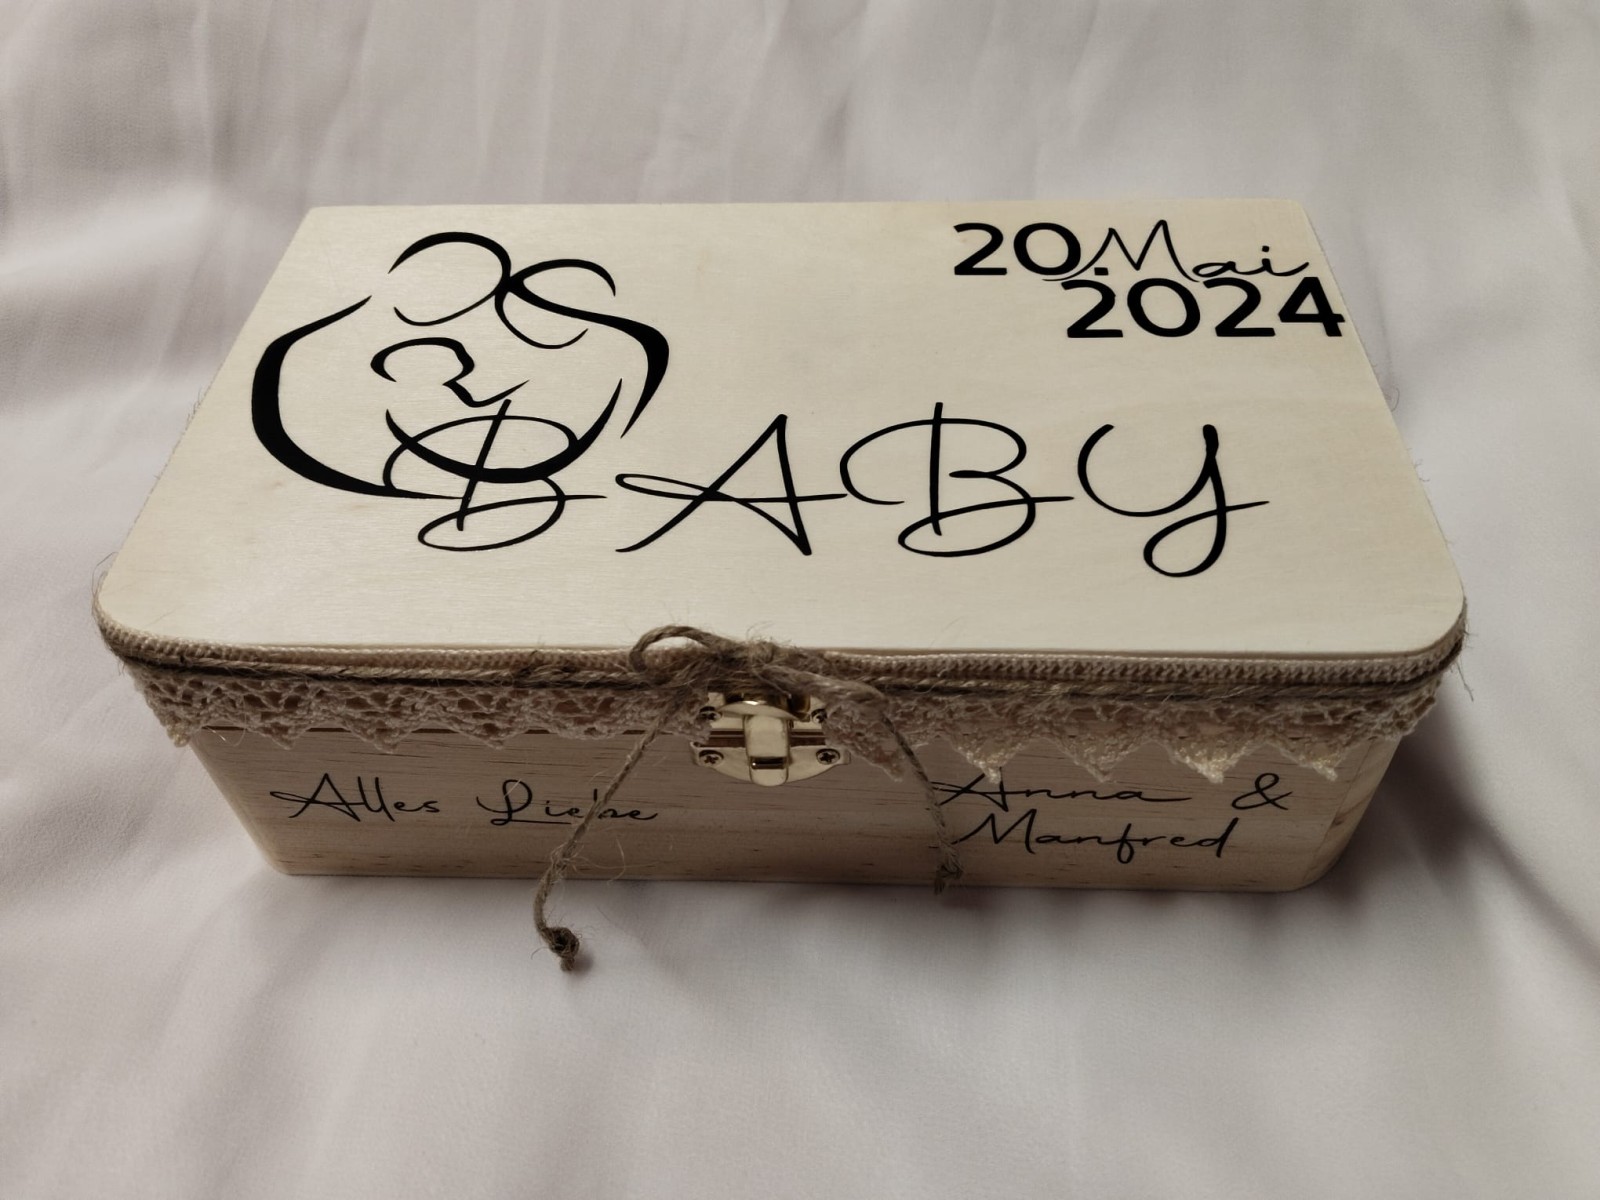 20. Mai
2024
BABY
Alles Liebe
Anna &
Manfred